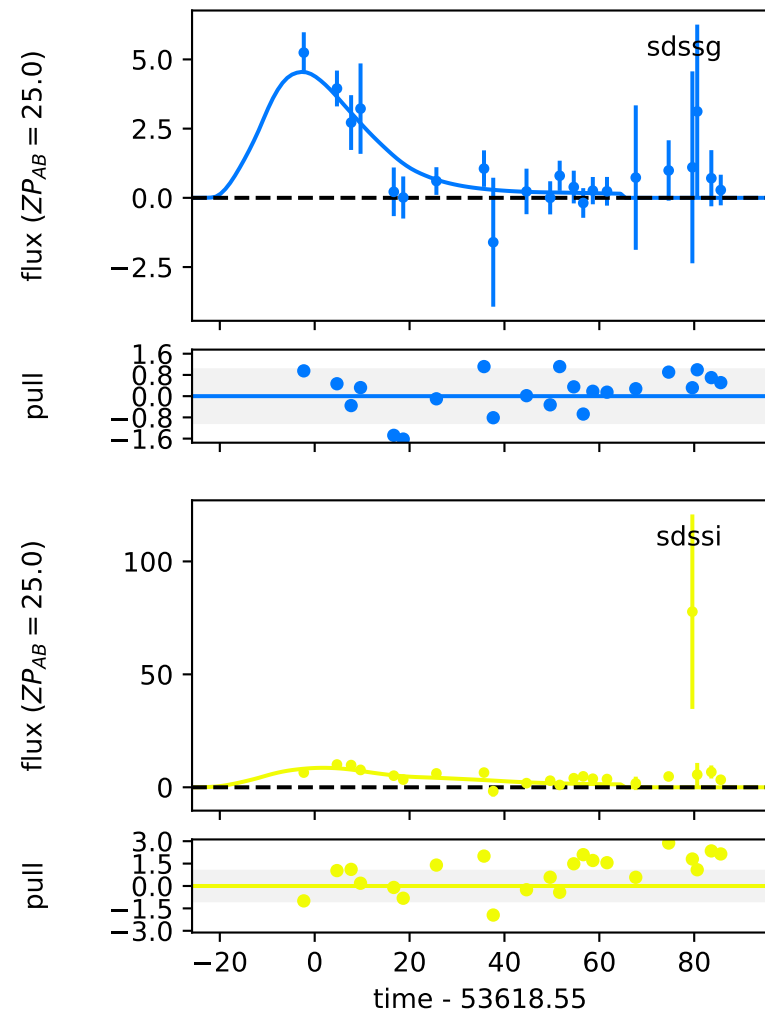 sdssg
flux (ZP_AB = 25.0)
5.0
2.5
0.0
−2.5
pull
1.6
0.8
0.0
−0.8
−1.6
sdssi
flux (ZP_AB = 25.0)
100
50
0
pull
3.0
1.5
0.0
−1.5
−3.0
−20 0 20 40 60 80
time - 53618.55